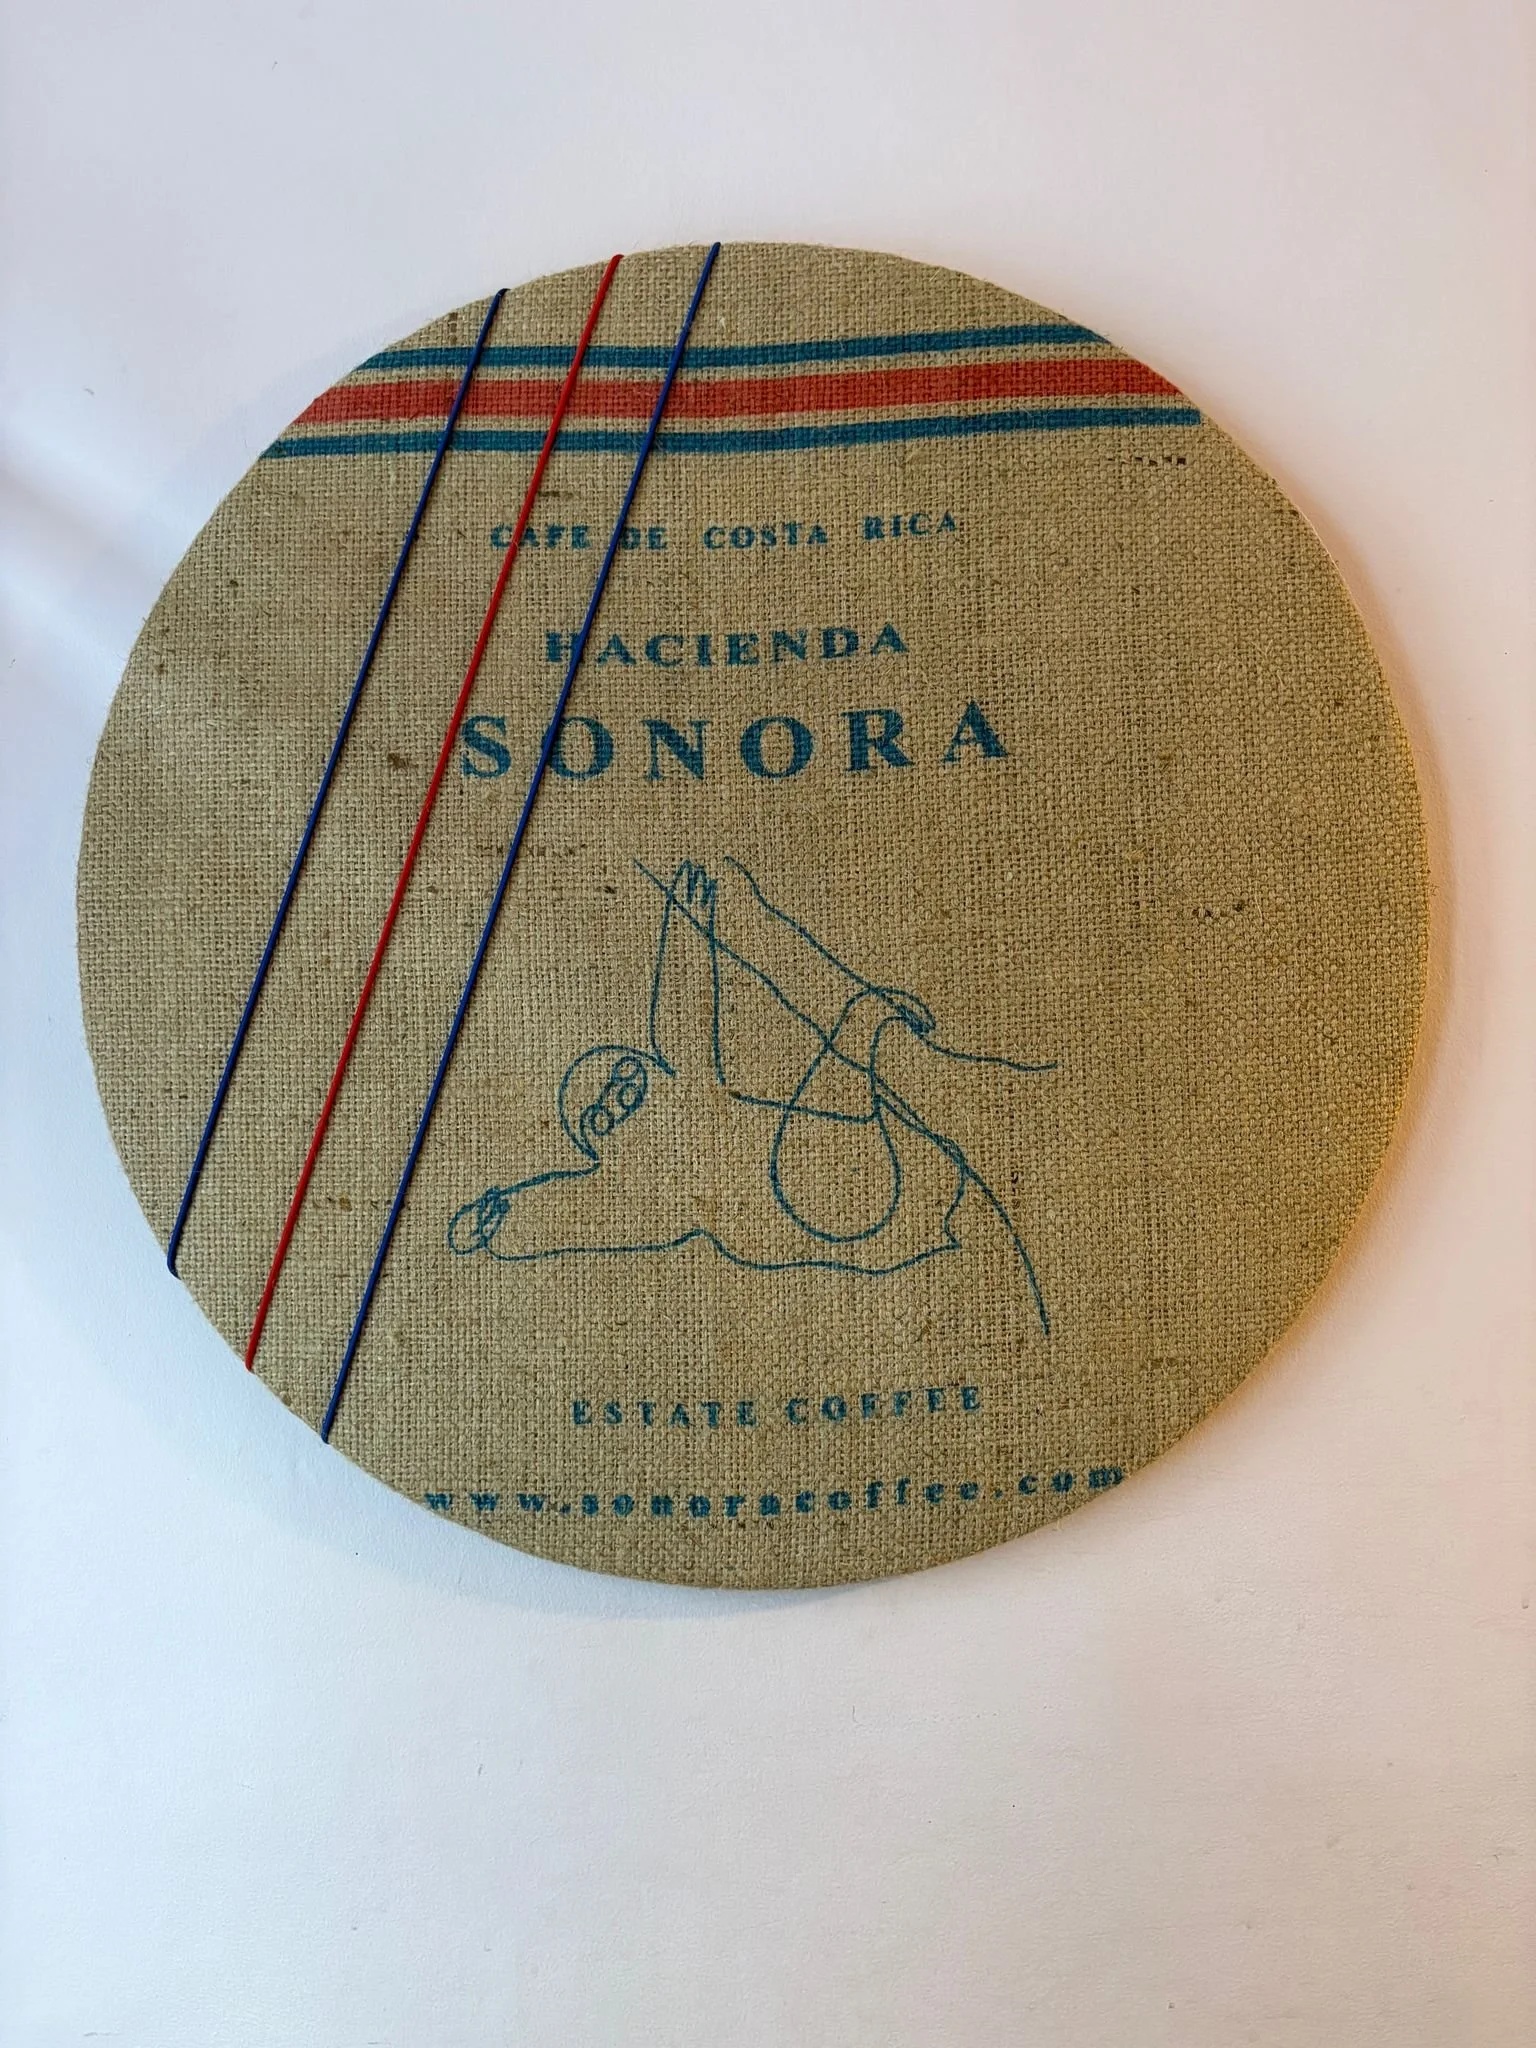 CAFE DE COSTA RICA
HACIENDA
SONORA
ESTATE COFFEE
www.sonoracoffee.com